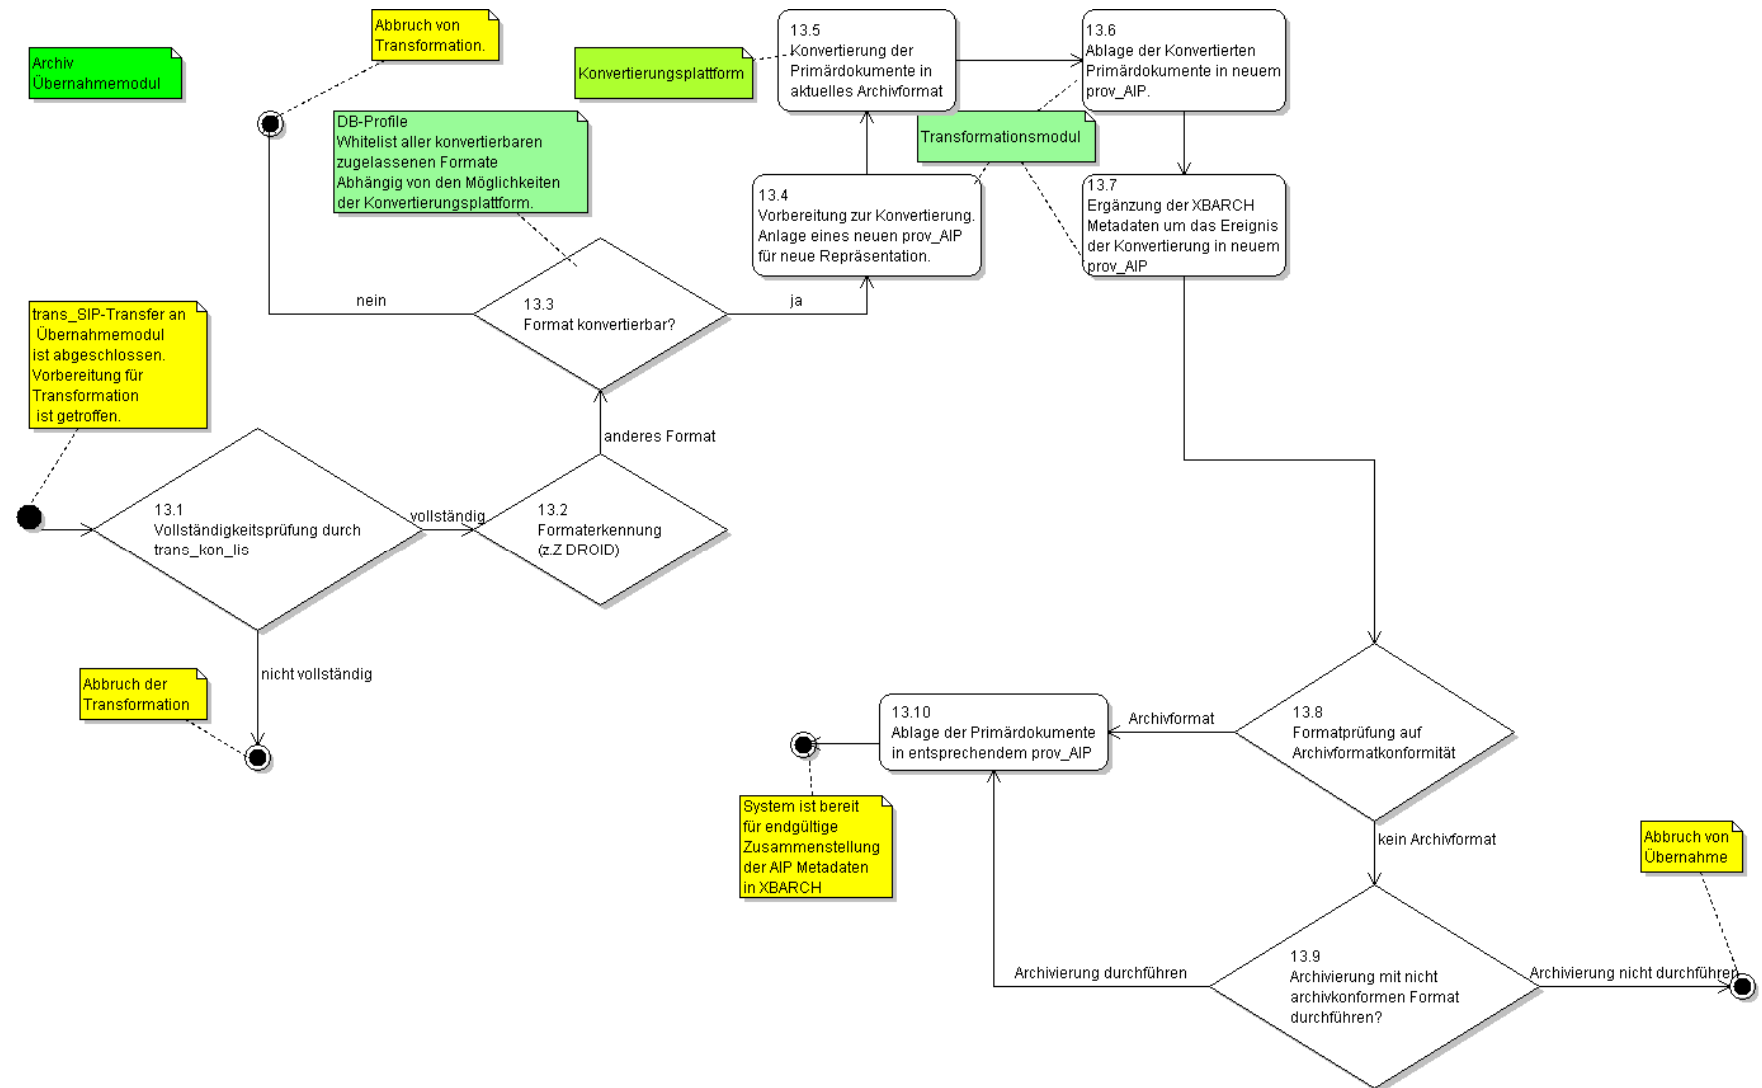 Archiv
Übernahmemodul
Abbruch von
Transformation.
Konvertierungsplattform
13.5
Konvertierung der
Primärdokumente in
aktuelles Archivformat
13.6
Ablage der Konvertierten
Primärdokumente in neuem
prov_AIP.
DB-Profile
Whitelist aller konvertierbaren
zugelassenen Formate
Abhängig von den Möglichkeiten
der Konvertierungsplattform.
Transformationsmodul
13.4
Vorbereitung zur Konvertierung.
Anlage eines neuen prov_AIP
für neue Repräsentation.
13.7
Ergänzung der XBARCH
Metadaten um das Ereignis
der Konvertierung in neuem
prov_AIP
nein
13.3
Format konvertierbar?
ja
trans_SIP-Transfer an
Übernahmemodul
ist abgeschlossen.
Vorbereitung für
Transformation
ist getroffen.
anderes Format
13.1
Vollständigkeitsprüfung durch
trans_kon_lis
vollständig
13.2
Formaterkennung
(z.Z DROID)
nicht vollständig
Abbruch der
Transformation
13.10
Ablage der Primärdokumente
in entsprechendem prov_AIP
Archivformat
13.8
Formatprüfung auf
Archivformatkonformität
System ist bereit
für endgültige
Zusammenstellung
der AIP Metadaten
in XBARCH
kein Archivformat
Abbruch von
Übernahme
Archivierung durchführen
13.9
Archivierung mit nicht
archivkonformen Format
durchführen?
Archivierung nicht durchführen